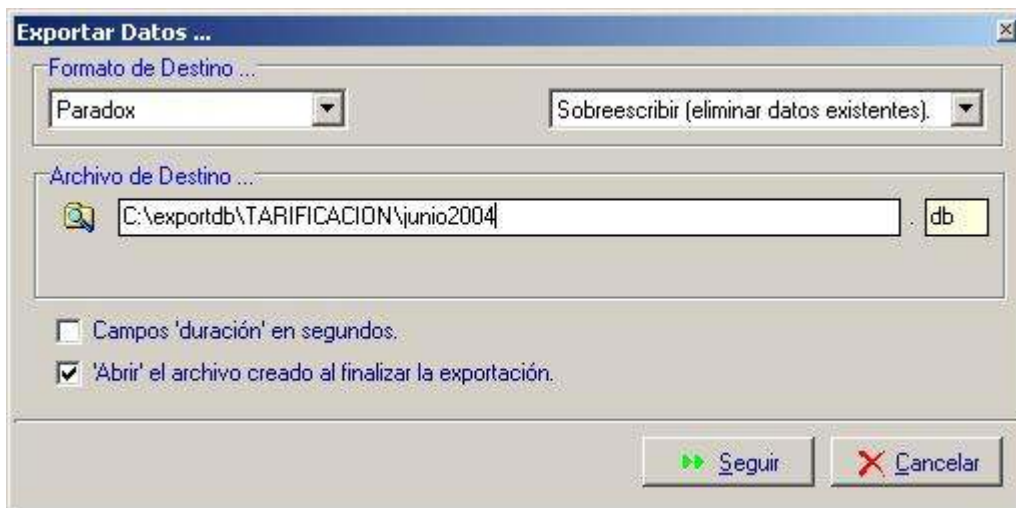 Exportar Datos ...
Formato de Destino ...
Paradox
Sobreescribir (eliminar datos existentes).
Archivo de Destino ...
C:\exportdb\TARIFICACION\junio2004 . db
Campos 'duración' en segundos.
'Abrir' el archivo creado al finalizar la exportación.
Seguir
Cancelar